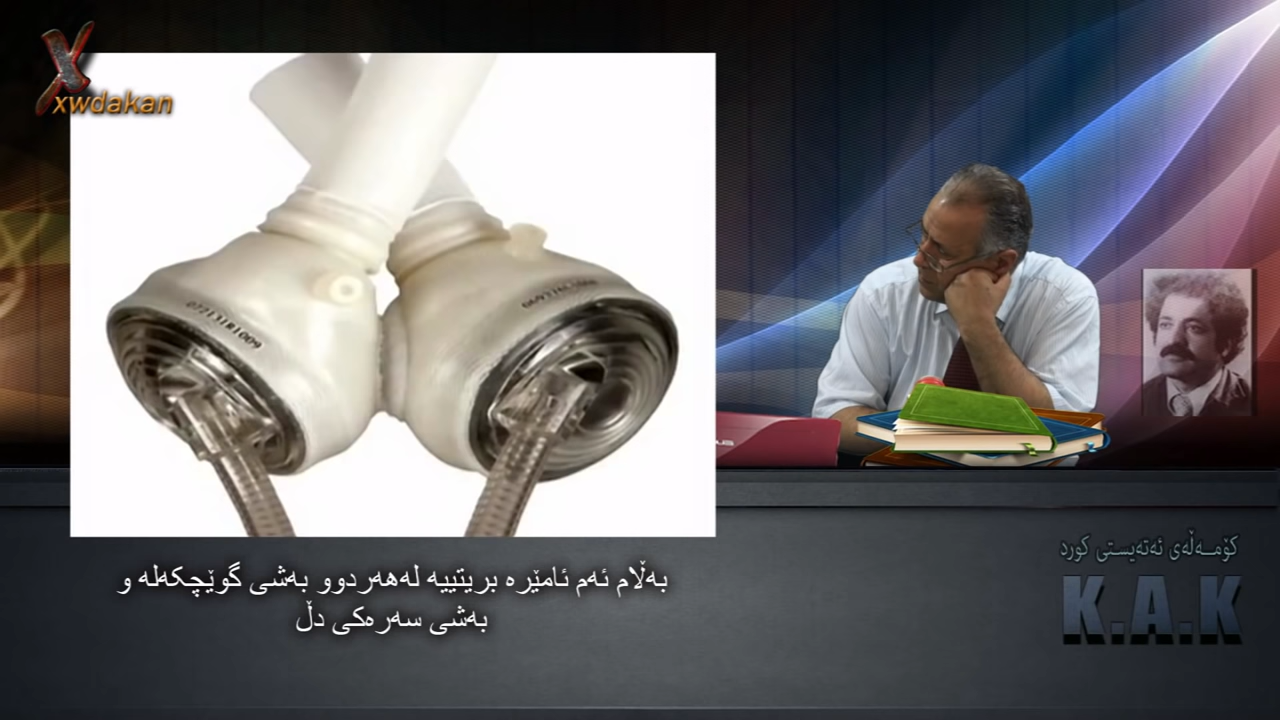 xwdakan
بەڵام ئەم ئامێرە بریتییە لەهەردوو بەشی گوێچکەلە و
بەشی سەرەکی دڵ
کۆمەڵەی ئەتەیستی کورد
K.A.K